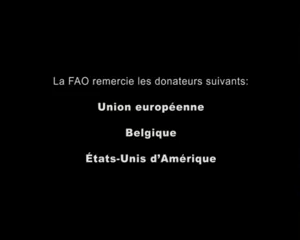 La FAO remercie les donateurs suivants:
Union européenne
Belgique
États-Unis d'Amérique